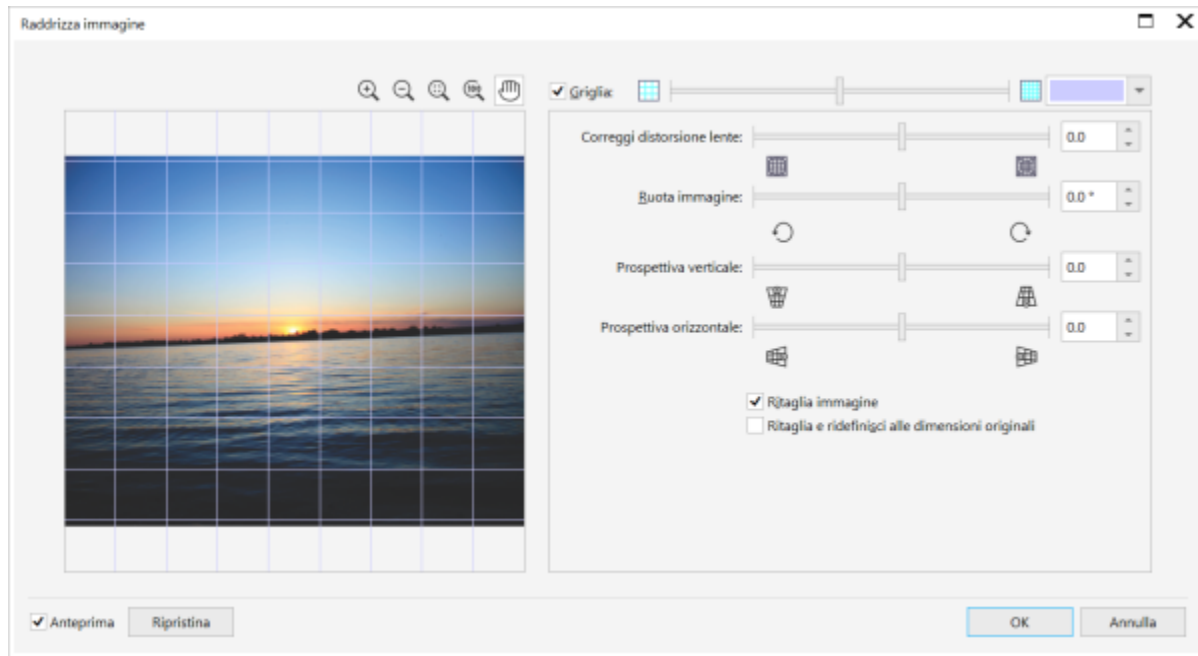 Raddrizza immagine
Griglia:
Correggi distorsione lente: 0.0
Ruota immagine: 0.0 °
Prospettiva verticale: 0.0
Prospettiva orizzontale: 0.0
Ritaglia immagine
Ritaglia e ridefinisci alle dimensioni originali
Anteprima Ripristina OK Annulla